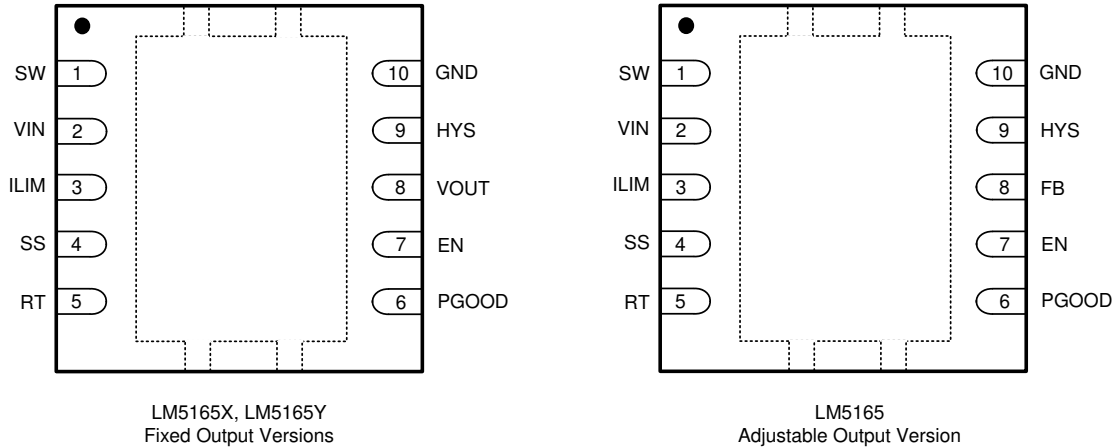 SW 1 10 GND
VIN 2 9 HYS
ILIM 3 8 VOUT
SS 4 7 EN
RT 5 6 PGOOD
LM5165X, LM5165Y
Fixed Output Versions
SW 1 10 GND
VIN 2 9 HYS
ILIM 3 8 FB
SS 4 7 EN
RT 5 6 PGOOD
LM5165
Adjustable Output Version